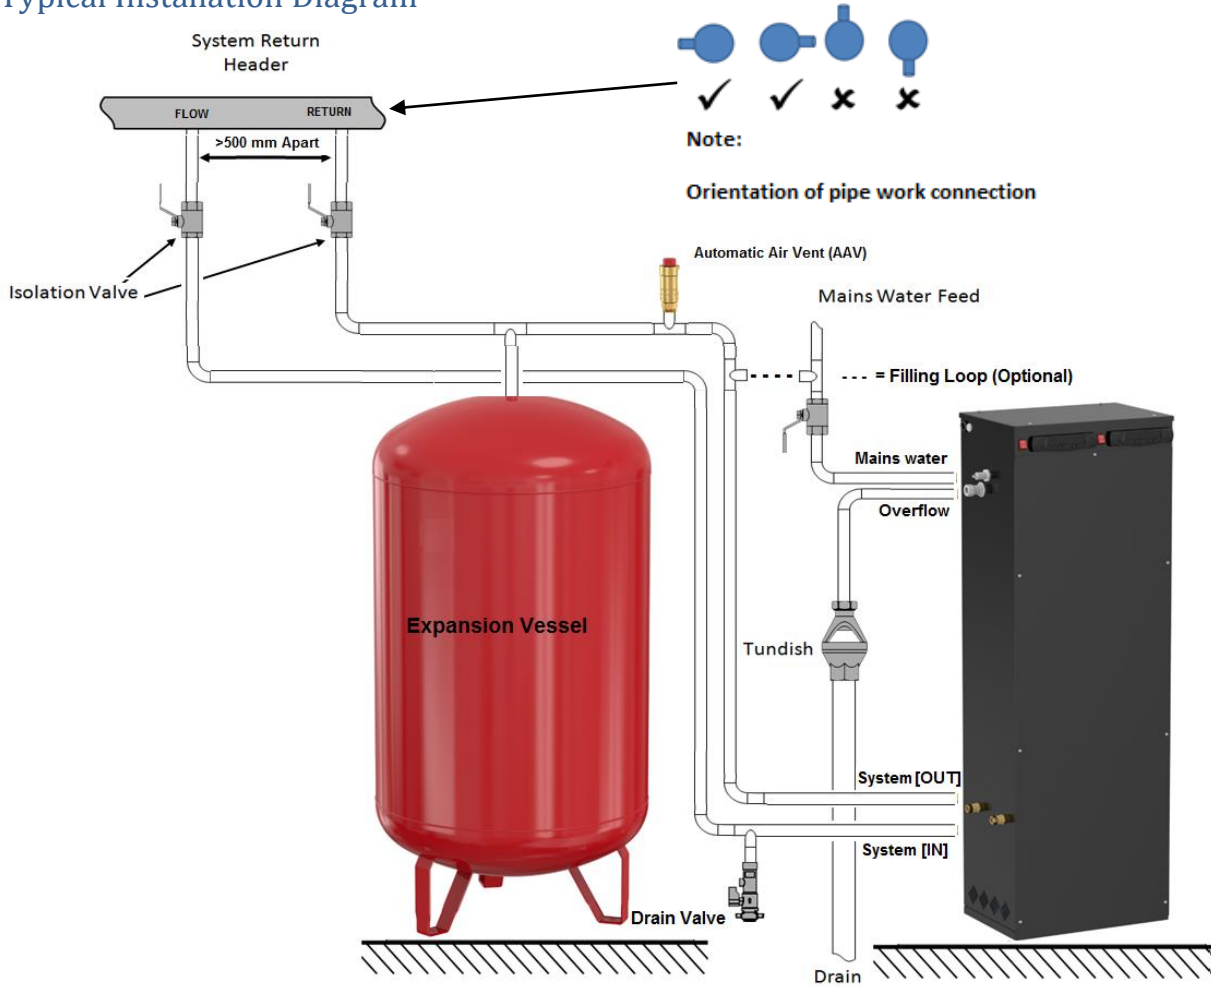 Typical Installation Diagram
System Return
Header
FLOW
RETURN
>500 mm Apart
Note:
Orientation of pipe work connection
Isolation Valve
Automatic Air Vent (AAV)
Mains Water Feed
---- = Filling Loop (Optional)
Mains water
Overflow
Expansion Vessel
Tundish
System [OUT]
System [IN]
Drain Valve
Drain